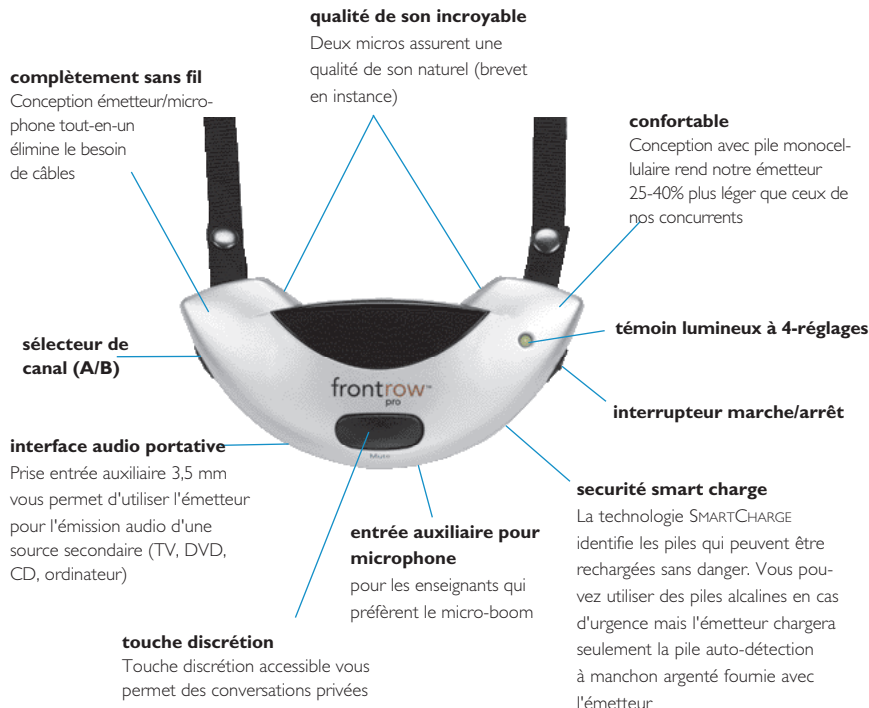 qualité de son incroyable
Deux micros assurent une
qualité de son naturel (brevet
en instance)
complètement sans fil
Conception émetteur/micro-
phone tout-en-un
élimine le besoin
de câbles
confortable
Conception avec pile monocel-
lulaire rend notre émetteur
25-40% plus léger que ceux de
nos concurrents
témoin lumineux à 4-réglages
sélecteur de
canal (A/B)
frontrow™
pro
Mute
interrupteur marche/arrêt
interface audio portative
Prise entrée auxiliaire 3,5 mm
vous permet d'utiliser l'émetteur
pour l'émission audio d'une
source secondaire (TV, DVD,
CD, ordinateur)
entrée auxiliaire pour
microphone
pour les enseignants qui
préfèrent le micro-boom
securité smart charge
La technologie SMARTCHARGE
identifie les piles qui peuvent être
rechargées sans danger. Vous pou-
vez utiliser des piles alcalines en cas
d'urgence mais l'émetteur chargera
seulement la pile auto-détection
à manchon argenté fournie avec
l'émetteur
touche discrétion
Touche discrétion accessible vous
permet des conversations privées